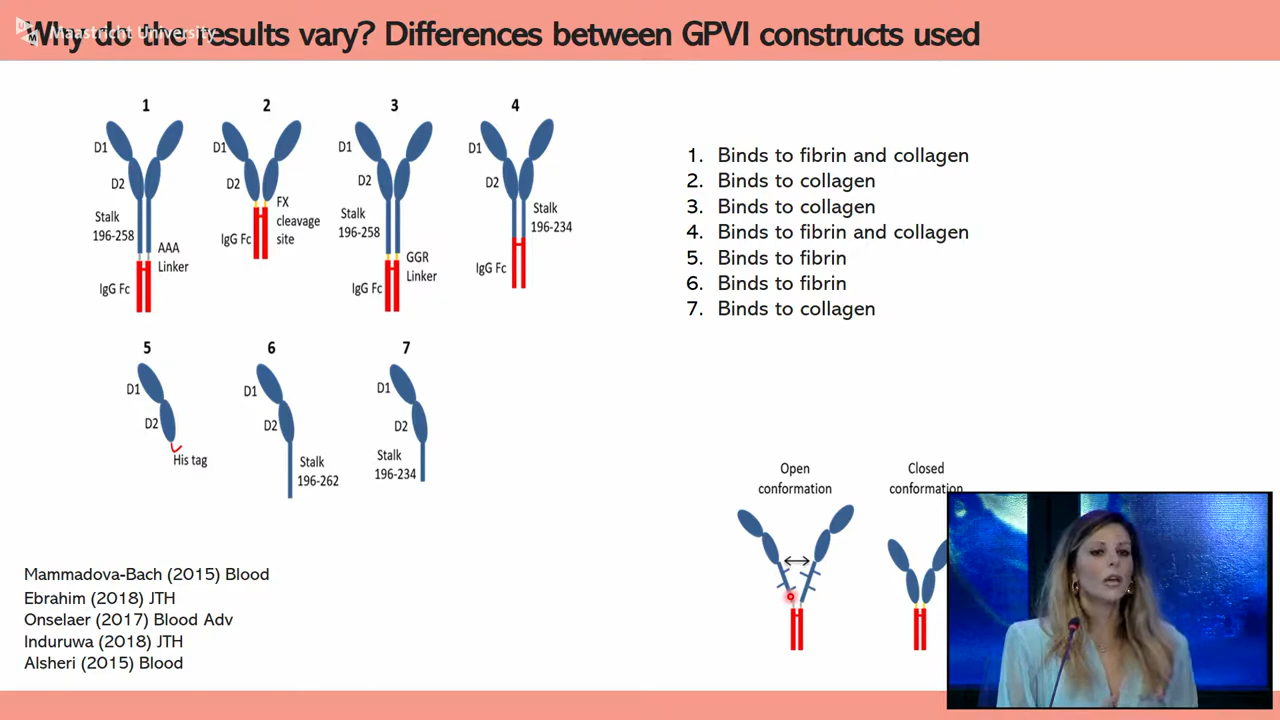 Maastricht University
Why do the results vary? Differences between GPVI constructs used
1
2
3
4
D1
D1
D1
D1
D2
D2
D2
D2
Stalk
196-258
AAA
Linker
IgG Fc
FX
cleavage
site
IgG Fc
Stalk
196-258
GGR
Linker
IgG Fc
Stalk
196-234
IgG Fc
1. Binds to fibrin and collagen
2. Binds to collagen
3. Binds to collagen
4. Binds to fibrin and collagen
5. Binds to fibrin
6. Binds to fibrin
7. Binds to collagen
5
6
7
D1
D1
D1
D2
D2
D2
His tag
Stalk
196-262
Stalk
196-234
Open
conformation
Closed
conformation
Mammadova-Bach (2015) Blood
Ebrahim (2018) JTH
Onselaer (2017) Blood Adv
Induruwa (2018) JTH
Alsheri (2015) Blood